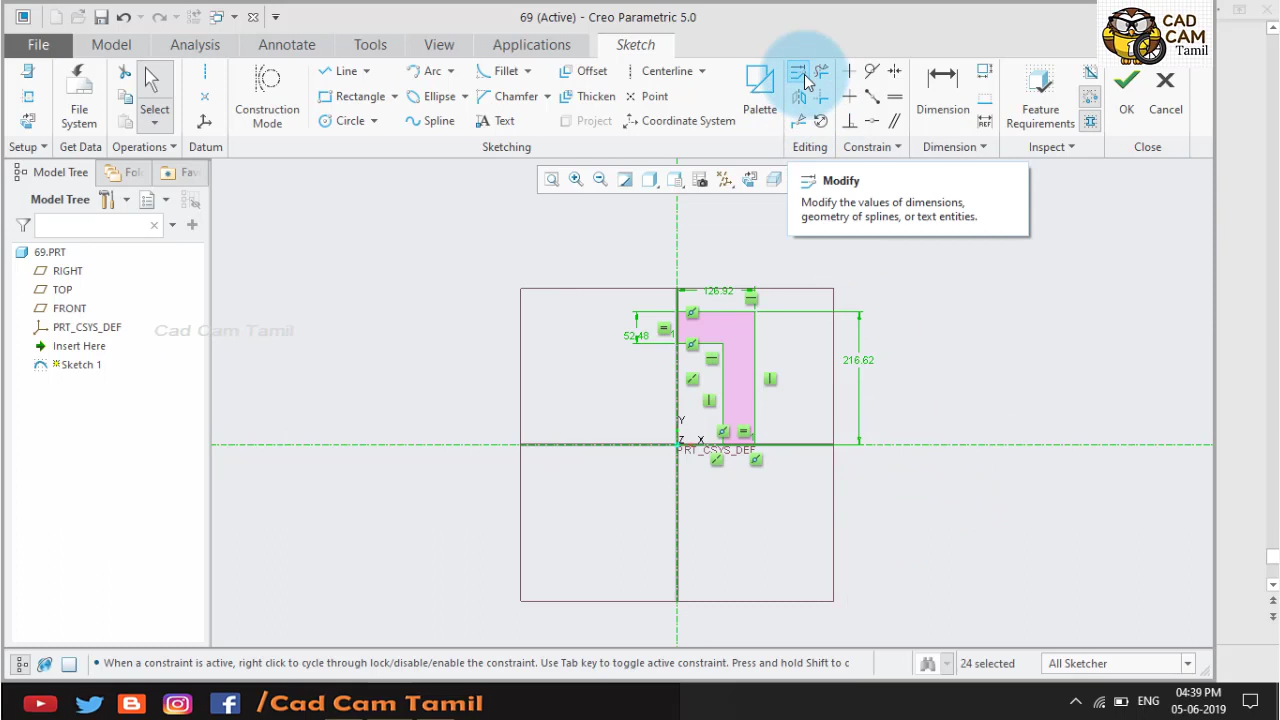 69 (Active) - Creo Parametric 5.0
CAD
CAM
Tamil
File Model Analysis Annotate Tools View Applications Sketch
Line Arc Fillet Offset Centerline
Rectangle Ellipse Chamfer Thicken Point
Circle Spline Text Project Coordinate System
File
System
Select
Construction
Mode
Palette
Dimension
Feature
Requirements
OK Cancel
Setup Get Data Operations Datum Sketching Editing Constrain Dimension Inspect Close
Model Tree Fol Fav
Model Tree
Modify
Modify the values of dimensions,
geometry of splines, or text entities.
69.PRT
RIGHT
TOP
FRONT
PRT_CSYS_DEF
Insert Here
Sketch 1
Cad Cam Tamil
126.92
52.48
216.62
Y
Z X
PRT_CSYS_DEF
• When a constraint is active, right click to cycle through lock/disable/enable the constraint. Use Tab key to toggle active constraint. Press and hold Shift to c
24 selected
All Sketcher
/Cad Cam Tamil
ENG
04:39 PM
05-06-2019